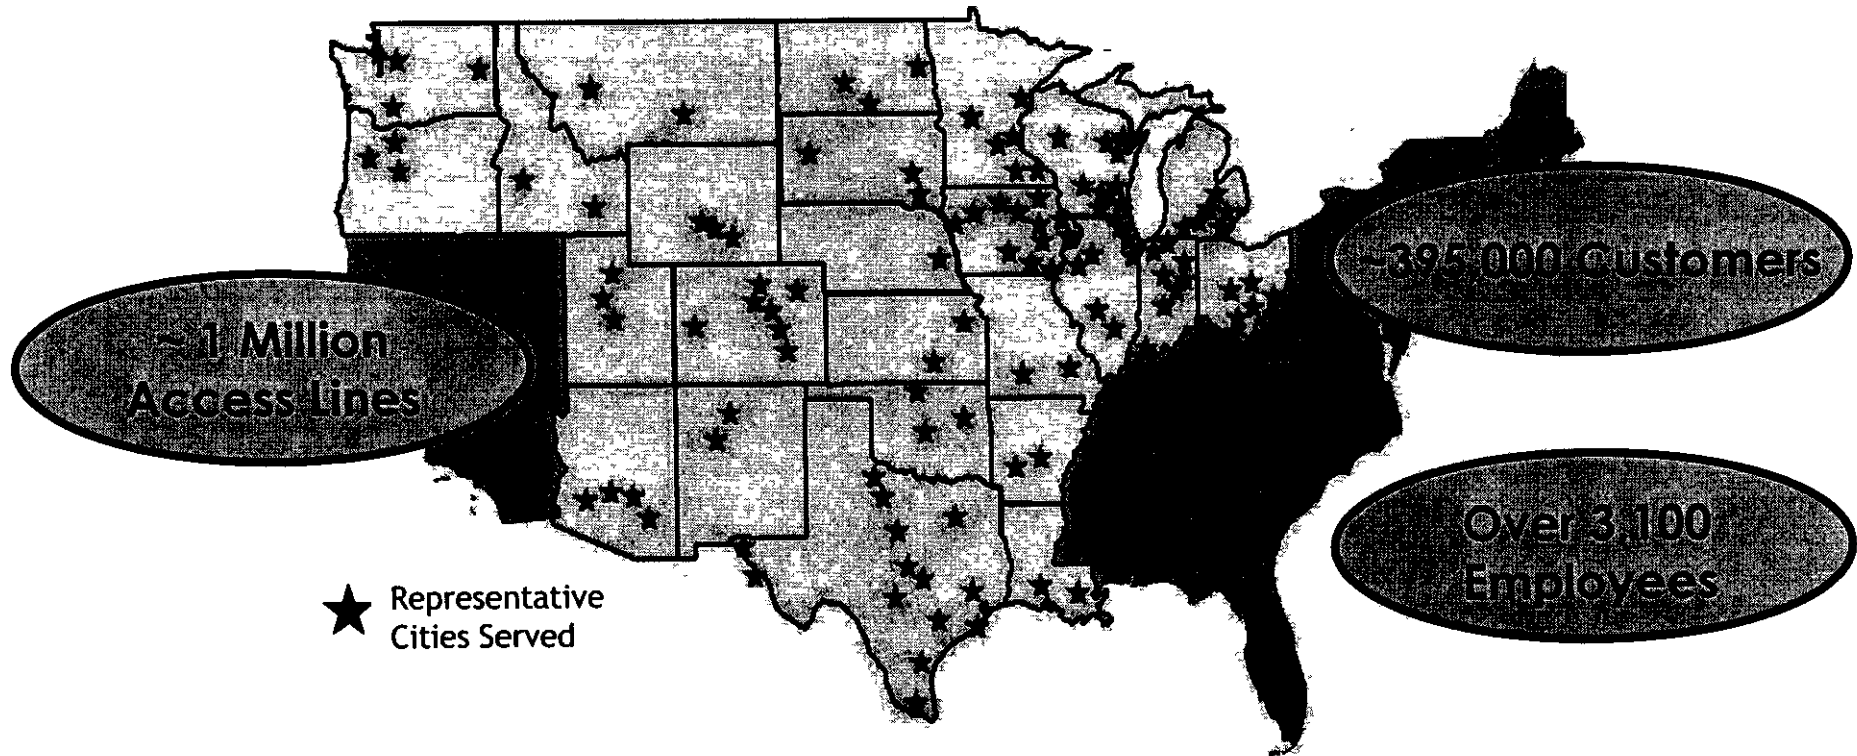 ~395,000 Customers
~ 1 Million
Access Lines
Over 3,100
Employees
Representative
Cities Served